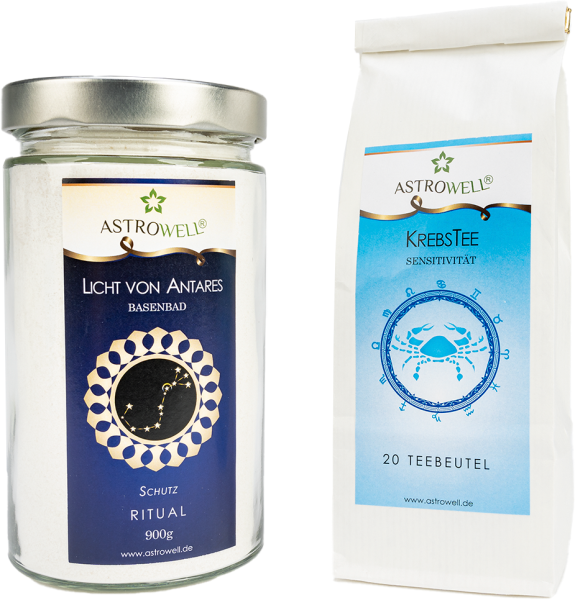 ASTROWELL®
LICHT VON ANTARES
BASENBAD
SCHUTZ
RITUAL
900g
www.astrowell.de
ASTROWELL®
KREBSTEE
SENSITIVITÄT
20 TEEBEUTEL
www.astrowell.de